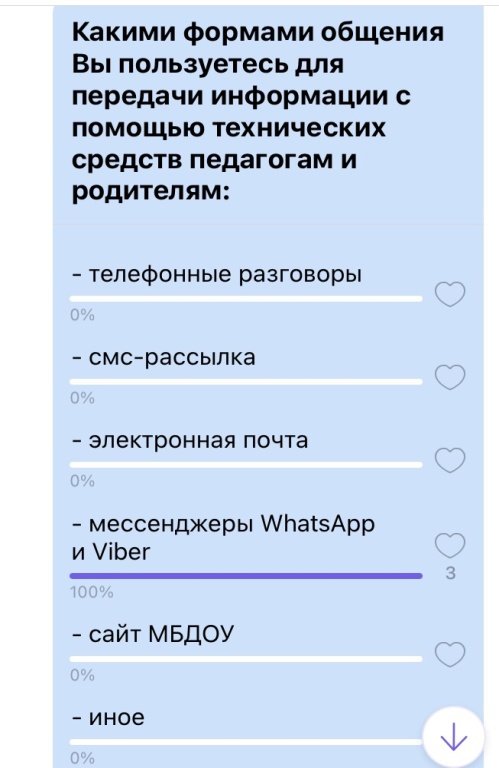 Какими формами общения
Вы пользуетесь для
передачи информации с
помощью технических
средств педагогам и
родителям:
- телефонные разговоры
0%
- смс-рассылка
0%
- электронная почта
0%
- мессенджеры WhatsApp
и Viber
3
100%
- сайт МБДОУ
0%
- иное
0%